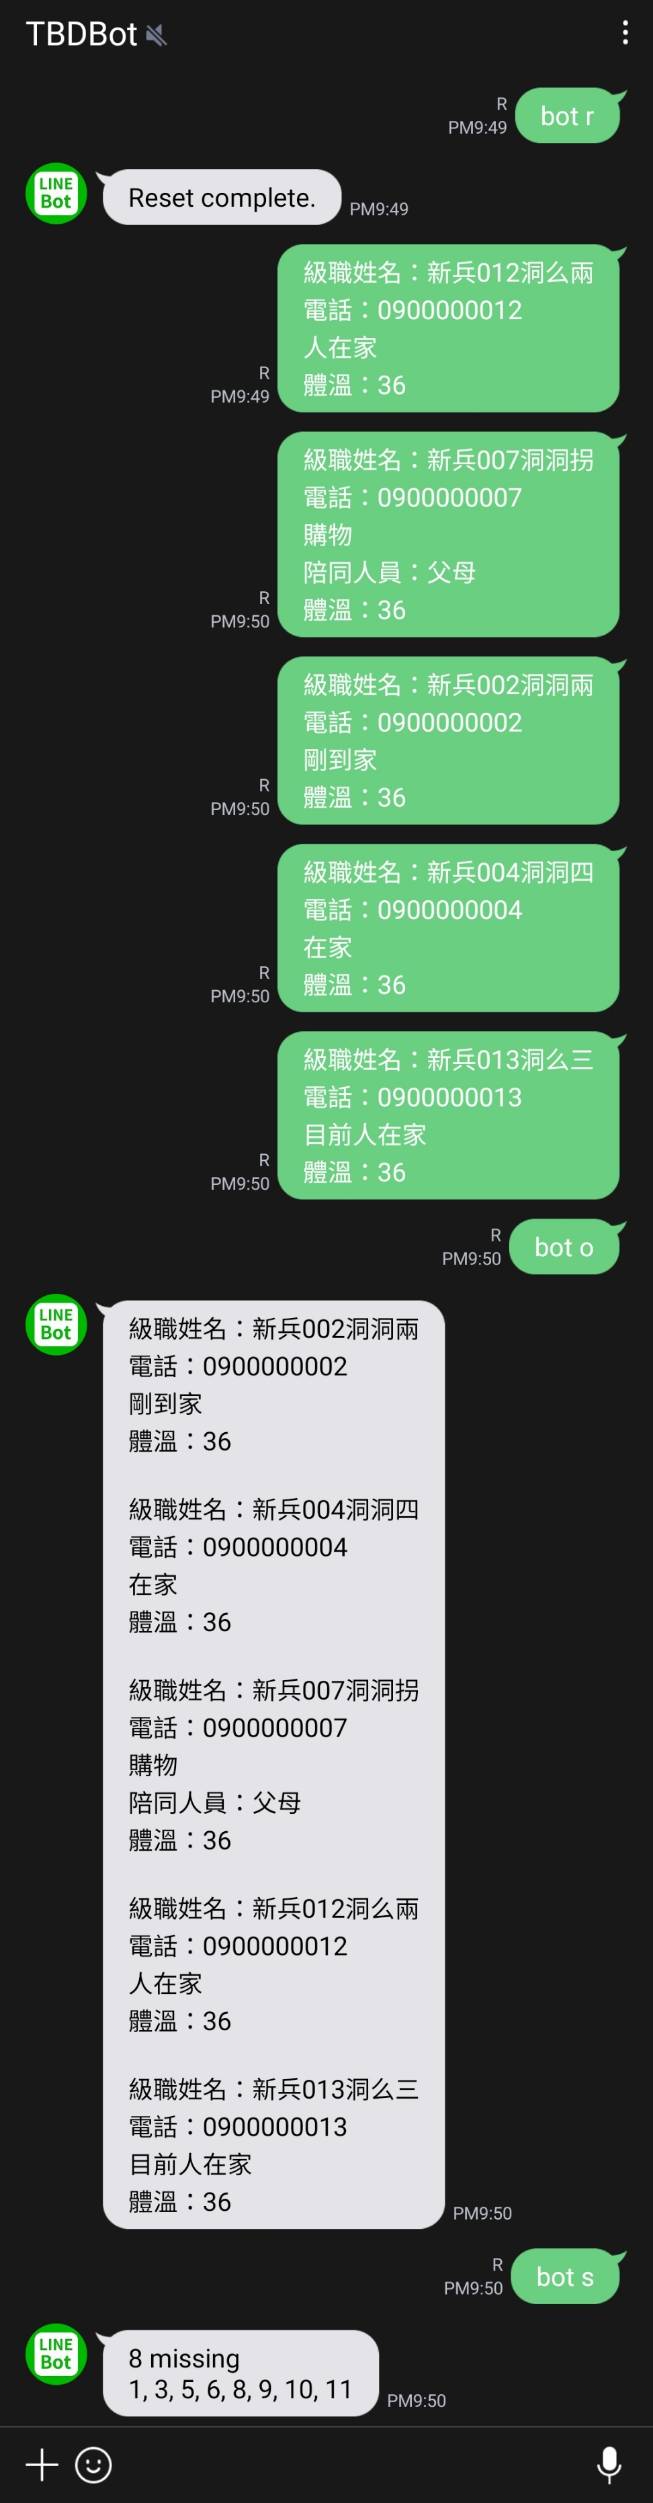 TBDBot
bot r
R
PM9:49
LINE
Bot
Reset complete.
PM9:49
級職姓名：新兵012洞么兩
電話：0900000012
人在家
體溫：36
R
PM9:49
級職姓名：新兵007洞洞拐
電話：0900000007
購物
陪同人員：父母
體溫：36
R
PM9:50
級職姓名：新兵002洞洞兩
電話：0900000002
剛到家
體溫：36
R
PM9:50
級職姓名：新兵004洞洞四
電話：0900000004
在家
體溫：36
R
PM9:50
級職姓名：新兵013洞么三
電話：0900000013
目前人在家
體溫：36
R
PM9:50
bot o
R
PM9:50
LINE
Bot
級職姓名：新兵002洞洞兩
電話：0900000002
剛到家
體溫：36
級職姓名：新兵004洞洞四
電話：0900000004
在家
體溫：36
級職姓名：新兵007洞洞拐
電話：0900000007
購物
陪同人員：父母
體溫：36
級職姓名：新兵012洞么兩
電話：0900000012
人在家
體溫：36
級職姓名：新兵013洞么三
電話：0900000013
目前人在家
體溫：36
PM9:50
bot s
R
PM9:50
LINE
Bot
8 missing
1, 3, 5, 6, 8, 9, 10, 11
PM9:50